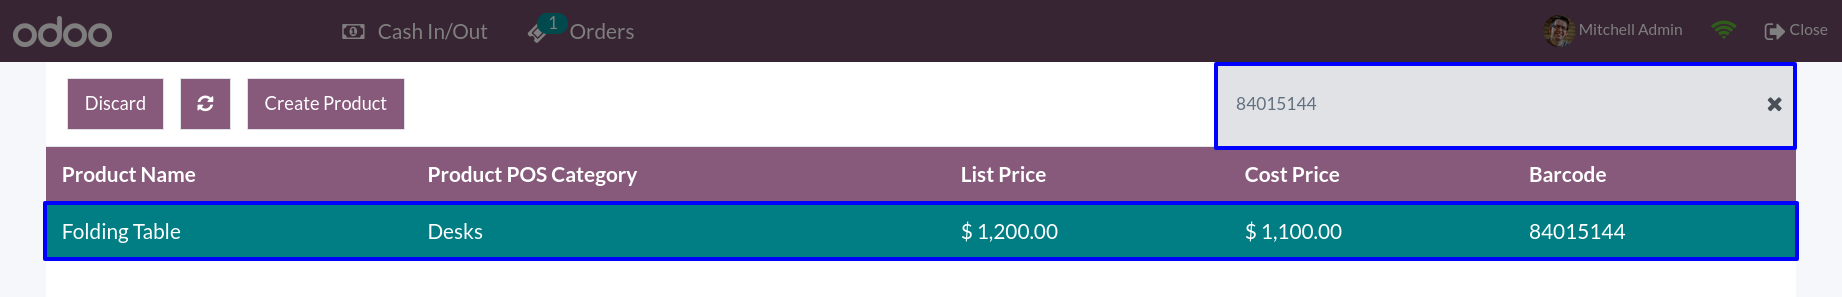 odoo Cash In/Out 1 Orders Mitchell Admin Close
Discard Create Product 84015144
Product Name Product POS Category List Price Cost Price Barcode
Folding Table Desks $ 1,200.00 $ 1,100.00 84015144